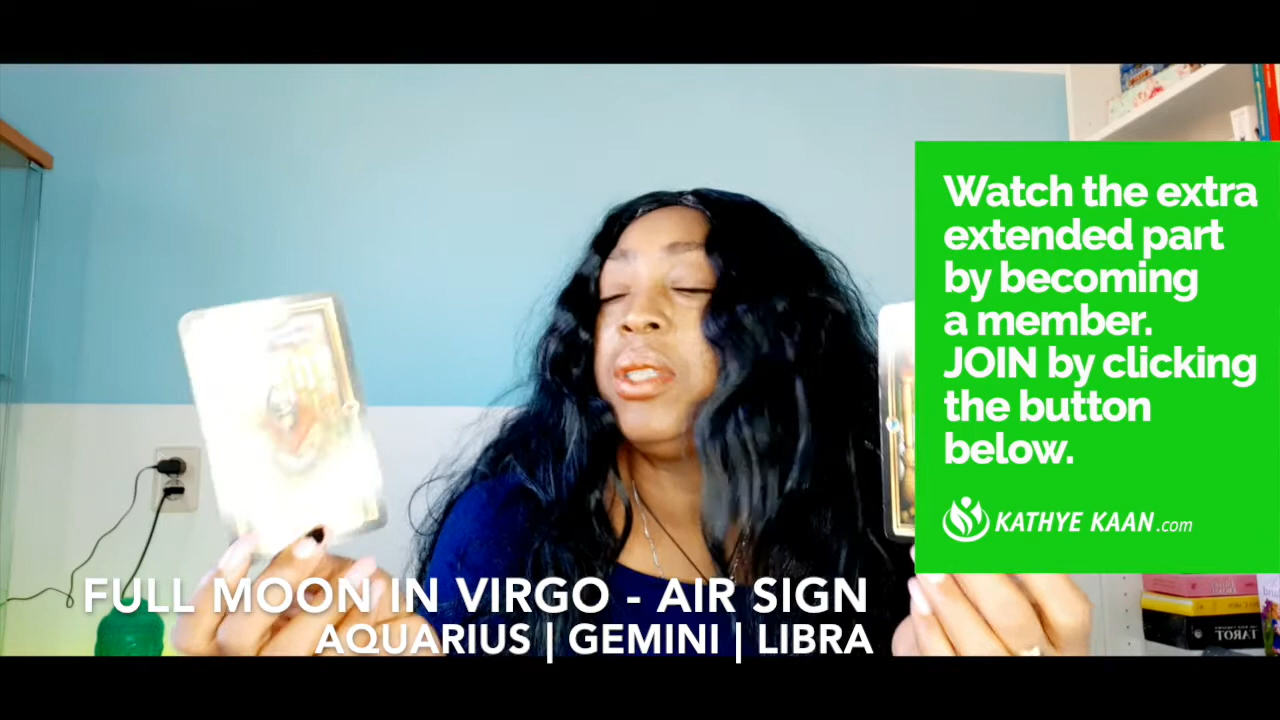 Watch the extra
extended part
by becoming
a member.
JOIN by clicking
the button
below.
KATHYE KAAN.com
FULL MOON IN VIRGO - AIR SIGN
AQUARIUS | GEMINI | LIBRA
TAROT